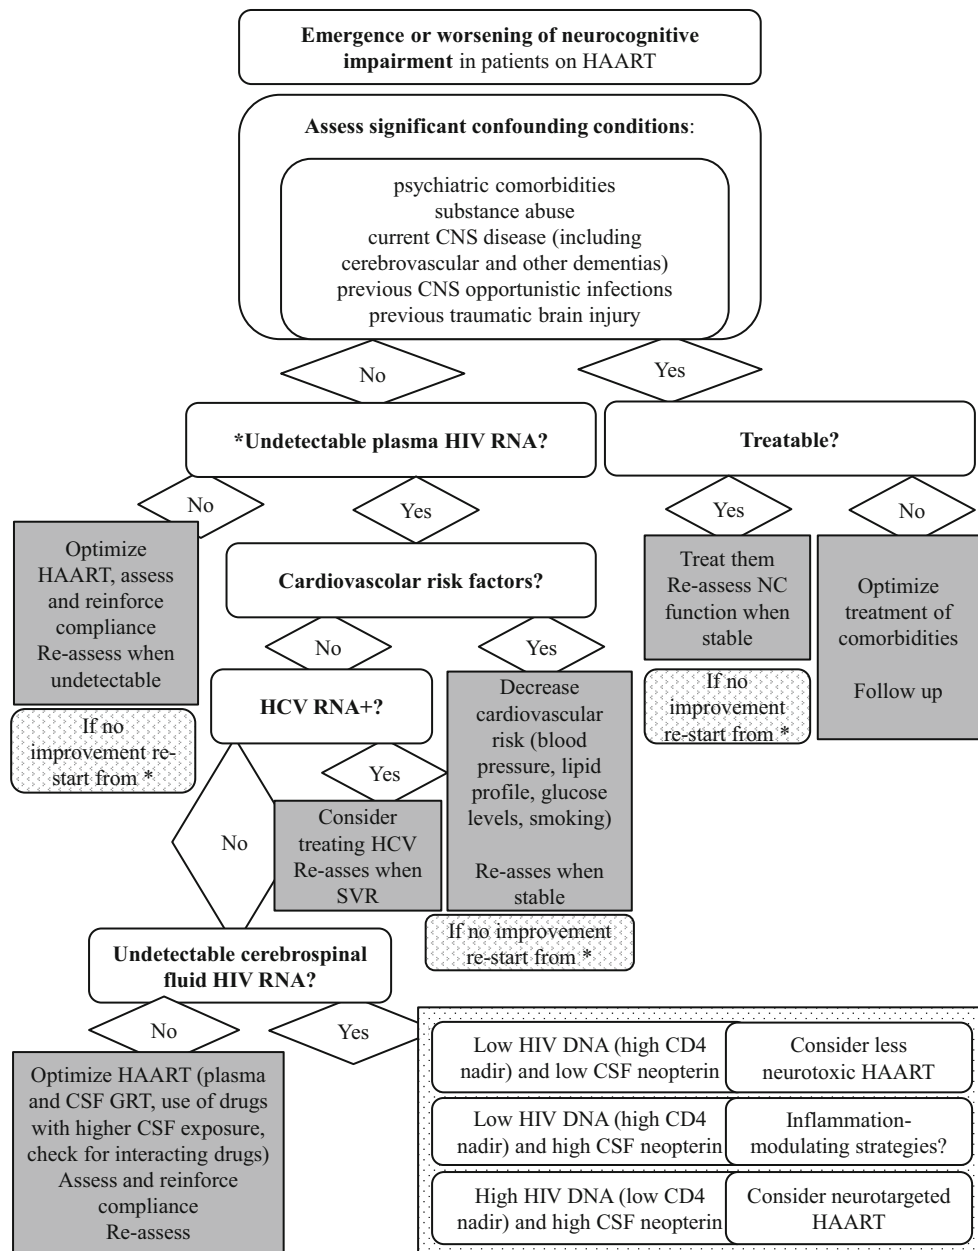 Emergence or worsening of neurocognitive
impairment in patients on HAART
Assess significant confounding conditions:
psychiatric comorbidities
substance abuse
current CNS disease (including
cerebrovascular and other dementias)
previous CNS opportunistic infections
previous traumatic brain injury
No
Yes
*Undetectable plasma HIV RNA?
Treatable?
No
Yes
Yes
No
Optimize
HAART, assess
and reinforce
compliance
Re-assess when
undetectable
If no
improvement re-
start from *
Cardiovascular risk factors?
Treat them
Re-assess NC
function when
stable
If no
improvement
re-start from *
Optimize
treatment of
comorbidities
Follow up
No
Yes
HCV RNA+?
Decrease
cardiovascular
risk (blood
pressure, lipid
profile, glucose
levels, smoking)
Re-asses when
stable
If no improvement
re-start from *
Yes
No
Consider
treating HCV
Re-asses when
SVR
Undetectable cerebrospinal
fluid HIV RNA?
No
Yes
Optimize HAART (plasma
and CSF GRT, use of drugs
with higher CSF exposure,
check for interacting drugs)
Assess and reinforce
compliance
Re-assess
Low HIV DNA (high CD4
nadir) and low CSF neopterin
Consider less
neurotoxic HAART
Low HIV DNA (high CD4
nadir) and high CSF neopterin
Inflammation-
modulating strategies?
High HIV DNA (low CD4
nadir) and high CSF neopterin
Consider neurotargeted
HAART